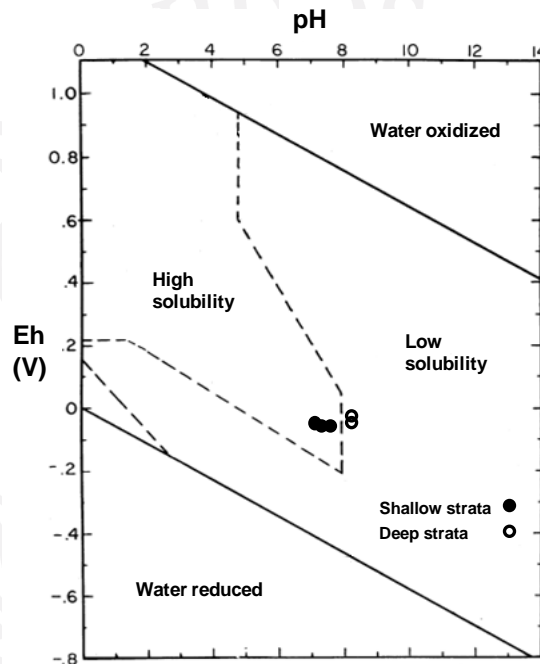 pH
0 2 4 6 8 10 12 14
1.0
Water oxidized
0.8
.6
High
solubility
.4
Eh
(V)
Low
solubility
.2
0
-.2
Shallow strata
-.4
Deep strata
Water reduced
-.6
-.8